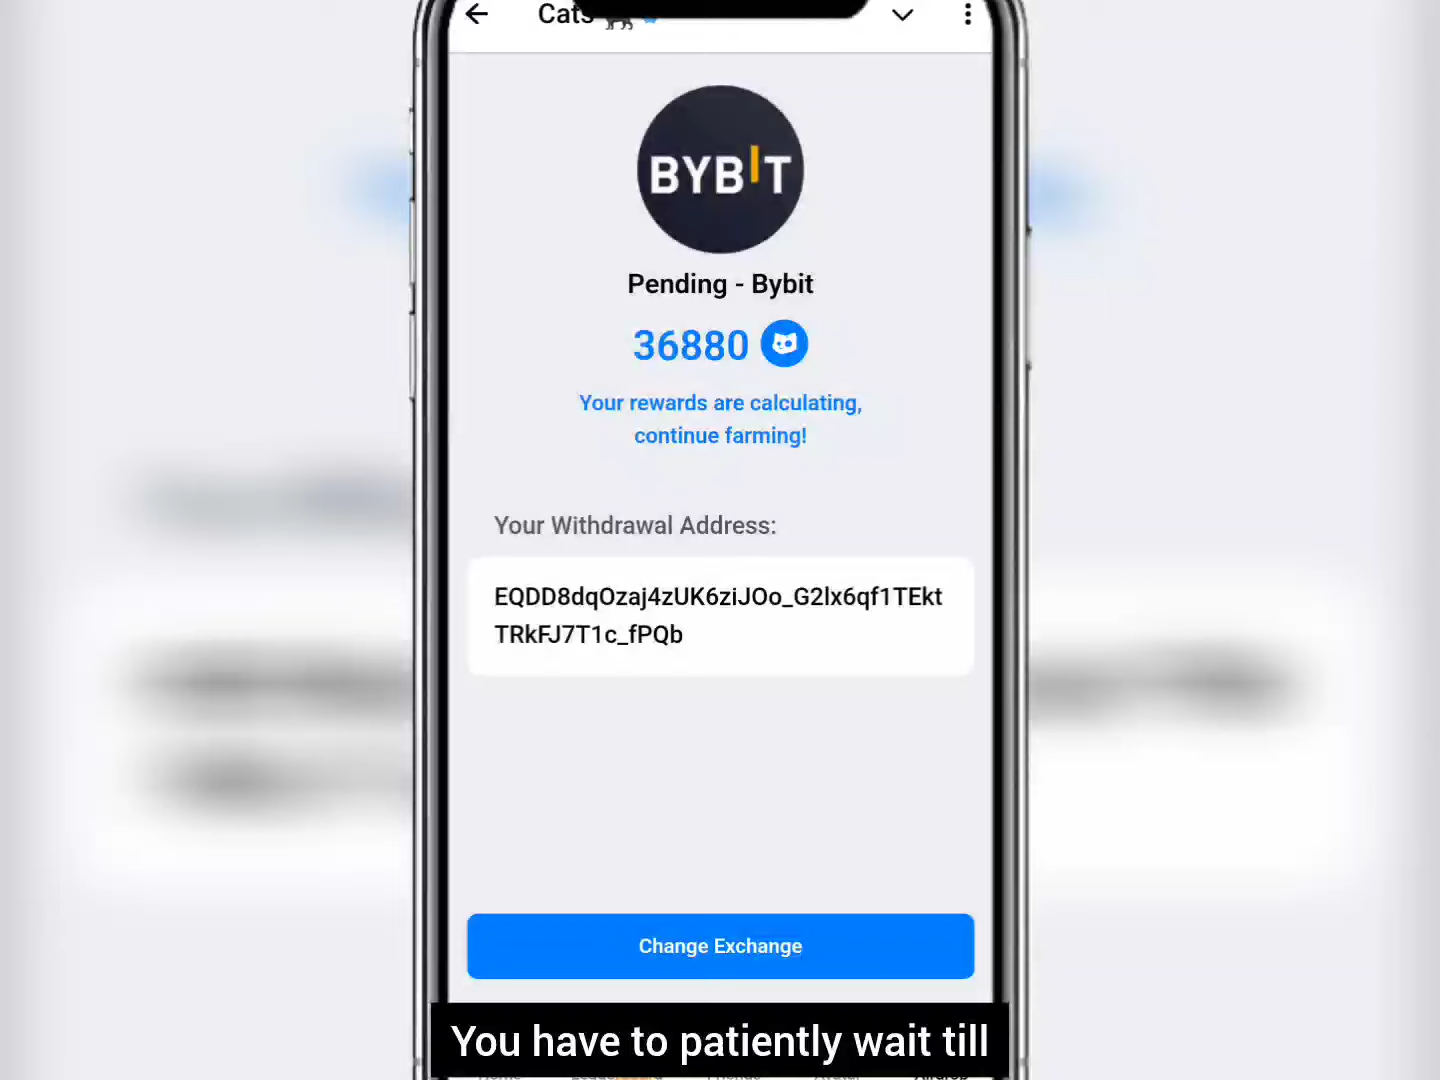 Cats
BYBIT
Pending - Bybit
36880
Your rewards are calculating,
continue farming!
Your Withdrawal Address:
EQDD8dqOzaj4zUK6ziJOo_G2lx6qf1TEkt
TRkFJ7T1c_fPQb
Change Exchange
You have to patiently wait till